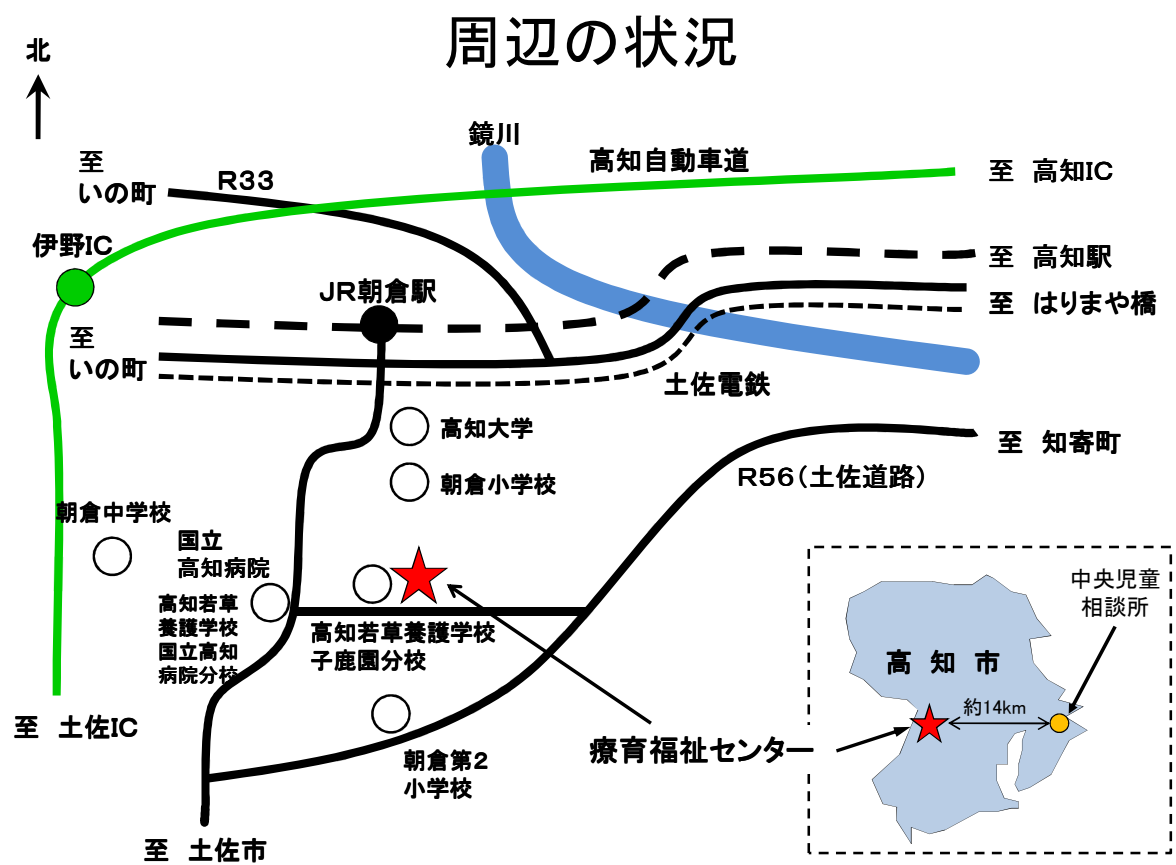 周辺の状況
北
鏡川
高知自動車道
至 高知IC
至
いの町
R33
伊野IC
JR朝倉駅
至 高知駅
至 はりまや橋
至
いの町
土佐電鉄
高知大学
至 知寄町
朝倉小学校
R56(土佐道路)
朝倉中学校
国立
高知病院
高知若草
養護学校
国立高知
病院分校
高知若草養護学校
子鹿園分校
中央児童
相談所
高知市
約14km
至 土佐IC
療育福祉センター
朝倉第2
小学校
至 土佐市